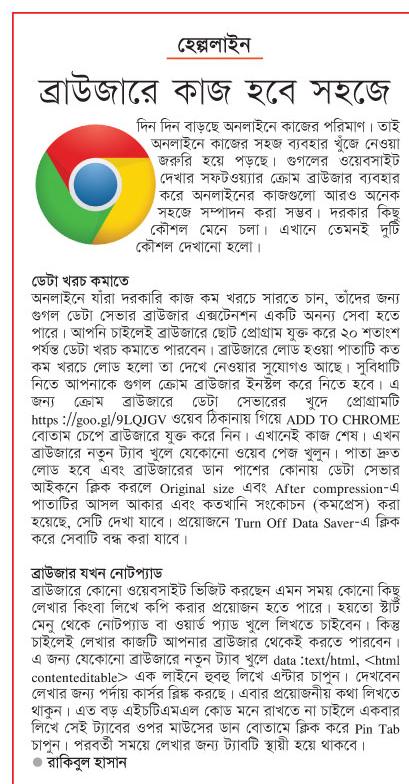 হেল্পলাইন
ব্রাউজারে কাজ হবে সহজে
দিন দিন বাড়ছে অনলাইনে কাজের পরিমাণ। তাই
অনলাইনে কাজের সহজ ব্যবহার খুঁজে নেওয়া
জরুরি হয়ে পড়ছে। গুগলের ওয়েবসাইট
দেখার সফটওয়্যার ক্রোম ব্রাউজার ব্যবহার
করে অনলাইনের কাজগুলো আরও অনেক
সহজে সম্পাদন করা সম্ভব। দরকার কিছু
কৌশল মেনে চলা। এখানে তেমনই দুটি
কৌশল দেখানো হলো।
ডেটা খরচ কমাতে
অনলাইনে যাঁরা দরকারি কাজ কম খরচে সারতে চান, তাঁদের জন্য
গুগল ডেটা সেভার ব্রাউজার এক্সটেনশন একটি অনন্য সেবা হতে
পারে। আপনি চাইলেই ব্রাউজারে ছোট প্রোগ্রাম যুক্ত করে ২০ শতাংশ
পর্যন্ত ডেটা খরচ কমাতে পারবেন। ব্রাউজারে লোড হওয়া পাতাটি কত
কম খরচে লোড হলো তা দেখে নেওয়ার সুযোগও আছে। সুবিধাটি
নিতে আপনাকে গুগল ক্রোম ব্রাউজার ইনস্টল করে নিতে হবে। এ
জন্য ক্রোম ব্রাউজারে ডেটা সেভারের খুদে প্রোগ্রামটি
https ://goo.gl/9LQJGV ওয়েব ঠিকানায় গিয়ে ADD TO CHROME
বোতাম চেপে ব্রাউজারে যুক্ত করে নিন। এখানেই কাজ শেষ। এখন
ব্রাউজারে নতুন ট্যাব খুলে যেকোনো ওয়েব পেজ খুলুন। পাতা দ্রুত
লোড হবে এবং ব্রাউজারের ডান পাশের কোনায় ডেটা সেভার
আইকনে ক্লিক করলে Original size এবং After compression-এ
পাতাটির আসল আকার এবং কতখানি সংকোচন (কমপ্রেস) করা
হয়েছে, সেটি দেখা যাবে। প্রয়োজনে Turn Off Data Saver-এ ক্লিক
করে সেবাটি বন্ধ করা যাবে।
ব্রাউজার যখন নোটপ্যাড
ব্রাউজারে কোনো ওয়েবসাইট ভিজিট করছেন এমন সময় কোনো কিছু
লেখার কিংবা লিখে কপি করার প্রয়োজন হতে পারে। হয়তো স্টার্ট
মেনু থেকে নোটপ্যাড বা ওয়ার্ড প্যাড খুলে লিখতে চাইবেন। কিন্তু
চাইলেই লেখার কাজটি আপনার ব্রাউজার থেকেই করতে পারবেন।
এ জন্য যেকোনো ব্রাউজারে নতুন ট্যাব খুলে data :text/html, <html
contenteditable> এক লাইনে হুবহু লিখে এন্টার চাপুন। দেখবেন
লেখার জন্য পর্দায় কার্সর ব্লিঙ্ক করছে। এবার প্রয়োজনীয় কথা লিখতে
থাকুন। এত বড় এইচটিএমএল কোড মনে রাখতে না চাইলে একবার
লিখে সেই ট্যাবের ওপর মাউসের ডান বোতামে ক্লিক করে Pin Tab
চাপুন। পরবর্তী সময়ে লেখার জন্য ট্যাবটি স্থায়ী হয়ে থাকবে।
● রাকিবুল হাসান